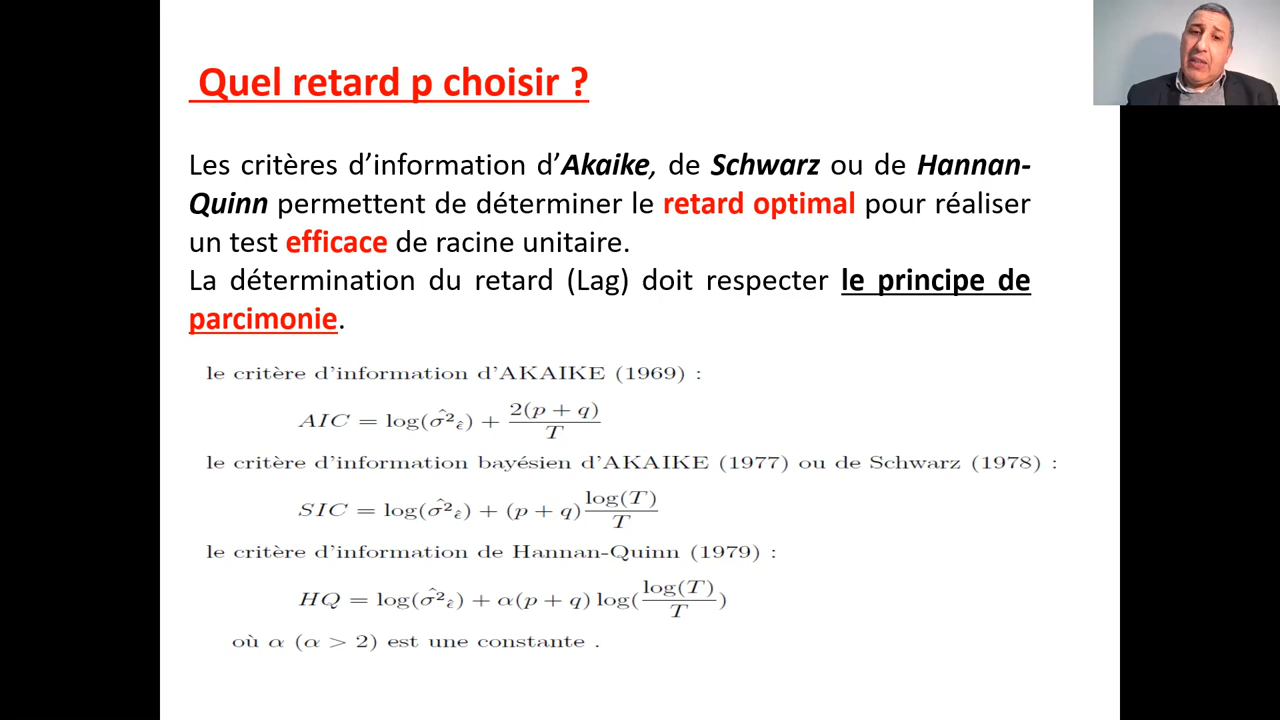 Quel retard p choisir ?
Les critères d’information d’Akaike, de Schwarz ou de Hannan-
Quinn permettent de déterminer le retard optimal pour réaliser
un test efficace de racine unitaire.
La détermination du retard (Lag) doit respecter le principe de
parcimonie.
le critère d’information d’AKAIKE (1969) :
AIC = log(σ̂²_ε̂) + 2(p + q)/T
le critère d’information bayésien d’AKAIKE (1977) ou de Schwarz (1978) :
SIC = log(σ̂²_ε̂) + (p + q) log(T)/T
le critère d’information de Hannan-Quinn (1979) :
HQ = log(σ̂²_ε̂) + α(p + q) log(log(T)/T)
où α (α > 2) est une constante .